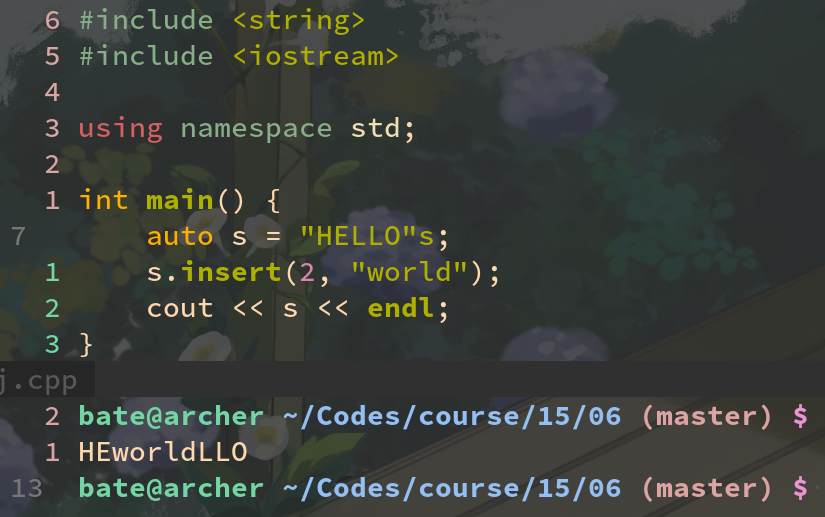 6 #include <string>
5 #include <iostream>
4
3 using namespace std;
2
1 int main() {
7     auto s = "HELLO"s;
1     s.insert(2, "world");
2     cout << s << endl;
3 }
j.cpp
2 bate@archer ~/Codes/course/15/06 (master) $
1 HEworldLLO
13 bate@archer ~/Codes/course/15/06 (master) $